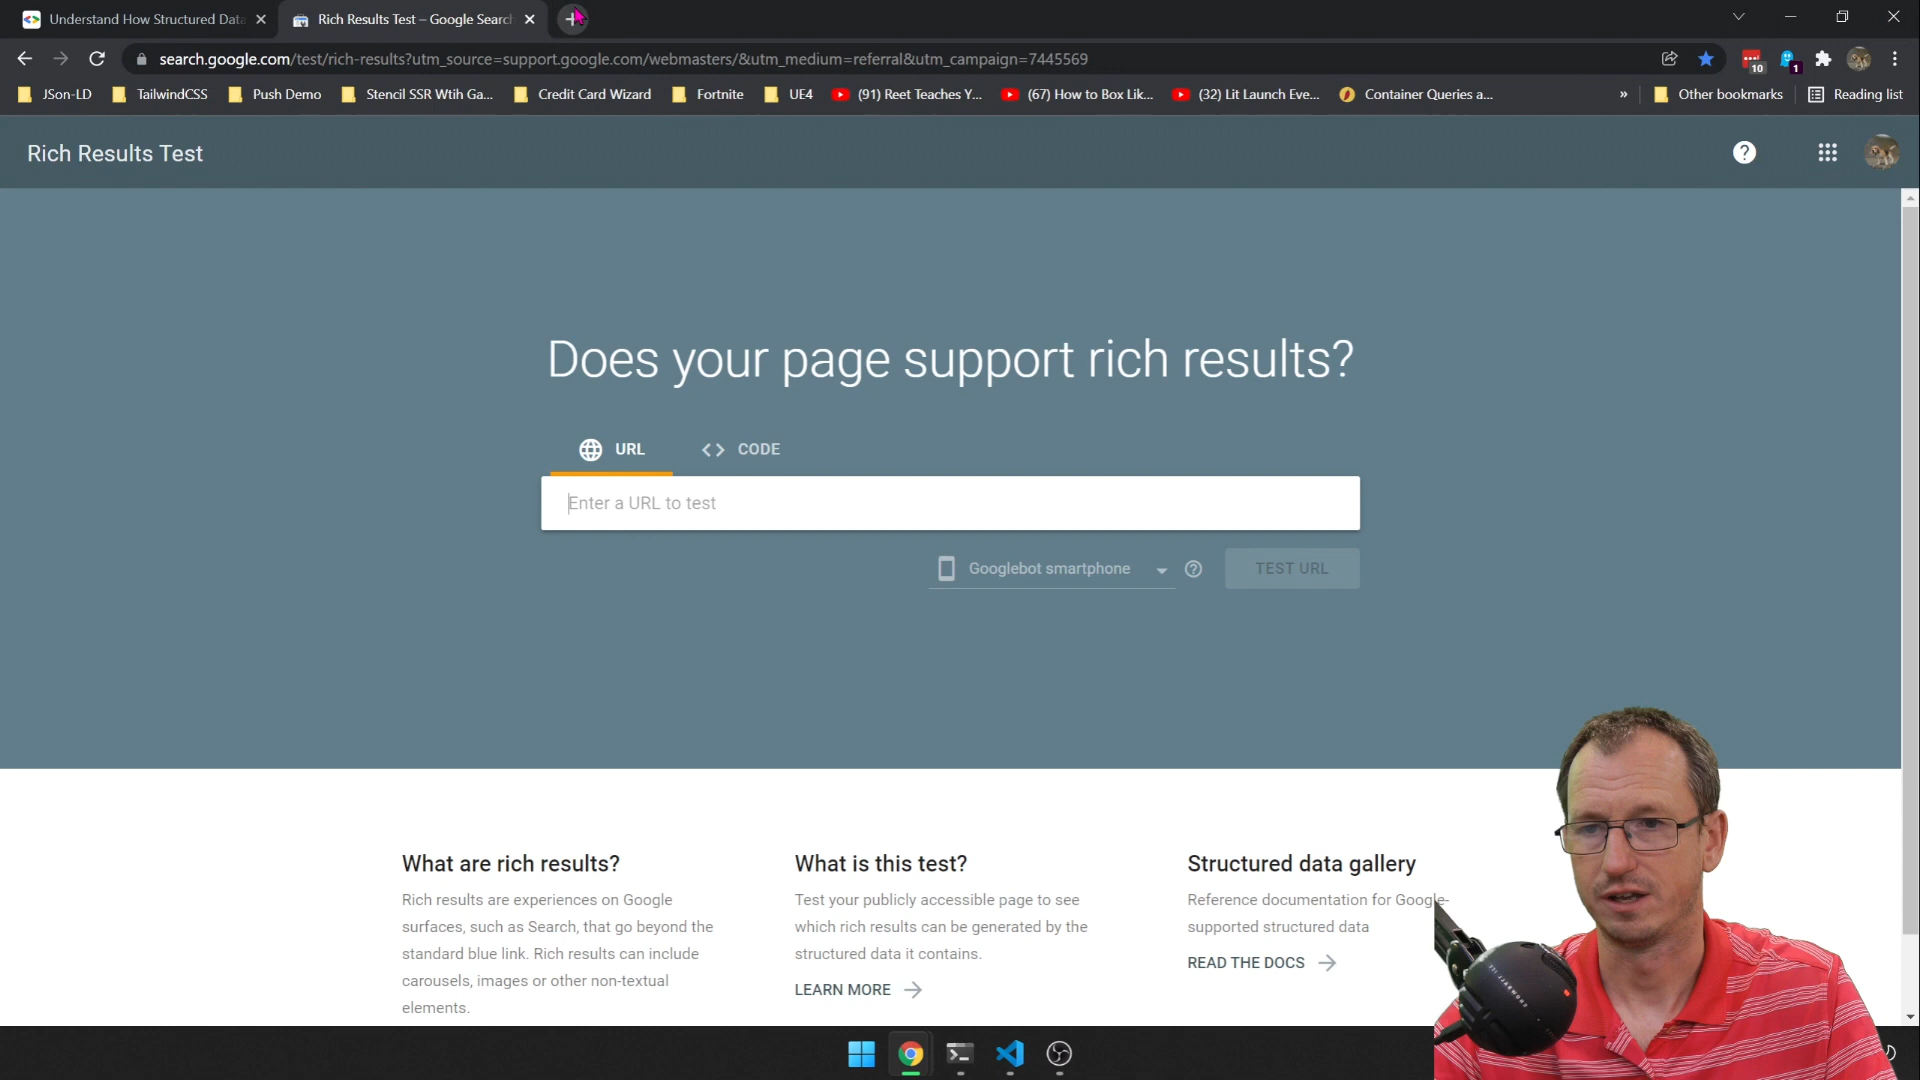 Understand How Structured Data
Rich Results Test – Google Search
search.google.com/test/rich-results?utm_source=support.google.com/webmasters/&utm_medium=referral&utm_campaign=7445569
10
1
JSon-LD
TailwindCSS
Push Demo
Stencil SSR Wtih Ga...
Credit Card Wizard
Fortnite
UE4
(91) Reet Teaches Y...
(67) How to Box Lik...
(32) Lit Launch Eve...
Container Queries a...
»
Other bookmarks
Reading list
Rich Results Test
Does your page support rich results?
URL
CODE
Enter a URL to test
Googlebot smartphone
TEST URL
What are rich results?
Rich results are experiences on Google
surfaces, such as Search, that go beyond the
standard blue link. Rich results can include
carousels, images or other non-textual
elements.
What is this test?
Test your publicly accessible page to see
which rich results can be generated by the
structured data it contains.
LEARN MORE
Structured data gallery
Reference documentation for Google-
supported structured data
READ THE DOCS